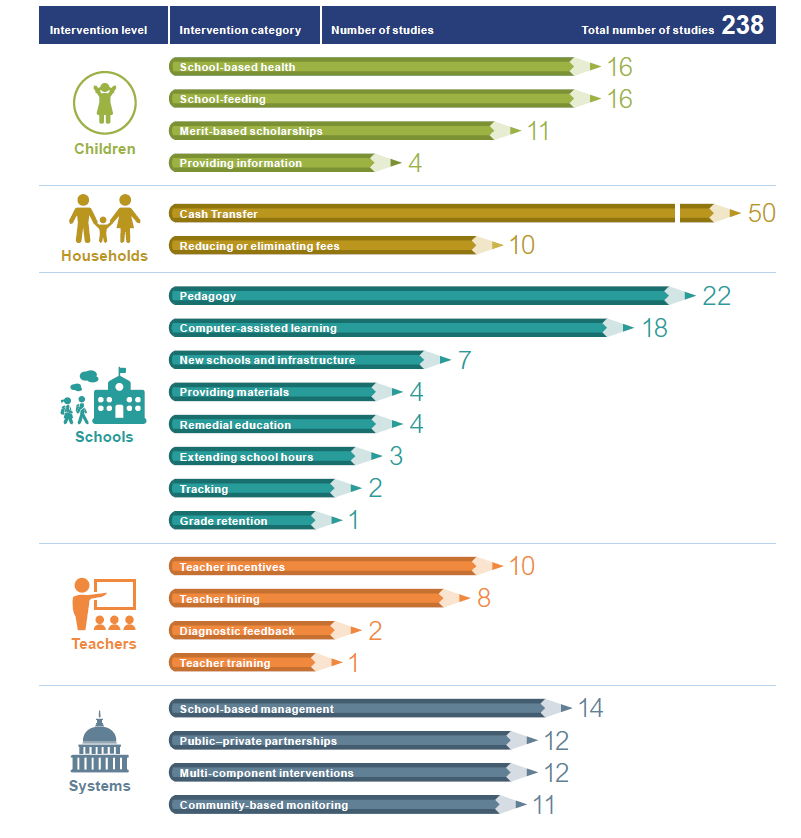 Intervention level Intervention category Number of studies Total number of studies 238
School-based health 16
School-feeding 16
Merit-based scholarships 11
Providing information 4
Children
Cash Transfer 50
Reducing or eliminating fees 10
Households
Pedagogy 22
Computer-assisted learning 18
New schools and infrastructure 7
Providing materials 4
Remedial education 4
Extending school hours 3
Tracking 2
Grade retention 1
Schools
Teacher incentives 10
Teacher hiring 8
Diagnostic feedback 2
Teacher training 1
Teachers
School-based management 14
Public–private partnerships 12
Multi-component interventions 12
Community-based monitoring 11
Systems